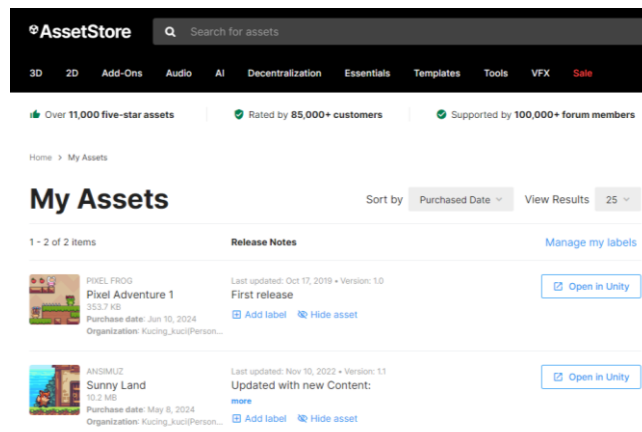 AssetStore
Search for assets
3D 2D Add-Ons Audio AI Decentralization Essentials Templates Tools VFX Sale
Over 11,000 five-star assets Rated by 85,000+ customers Supported by 100,000+ forum members
Home > My Assets
My Assets
Sort by Purchased Date View Results 25
1 - 2 of 2 items Release Notes Manage my labels
PIXEL FROG
Pixel Adventure 1
353.7 KB
Purchase date: Jun 10, 2024
Organization: Kucing_kuci(Person...
Last updated: Oct 17, 2019 • Version: 1.0
First release
Add label Hide asset
Open in Unity
ANSIMUZ
Sunny Land
10.2 MB
Purchase date: May 8, 2024
Organization: Kucing_kuci(Person...
Last updated: Nov 10, 2022 • Version: 1.1
Updated with new Content:
more
Add label Hide asset
Open in Unity